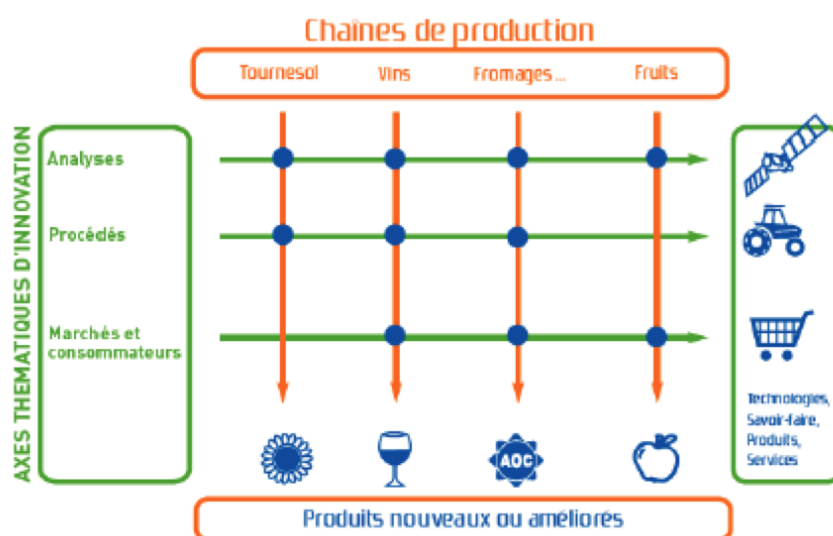 Chaînes de production
Tournesol Vins Fromages... Fruits
AXES THEMATIQUES D'INNOVATION
Analyses
Procédés
Marchés et
consommateurs
Technologies,
Savoir-faire,
Produits,
Services
AOC
Produits nouveaux ou améliorés